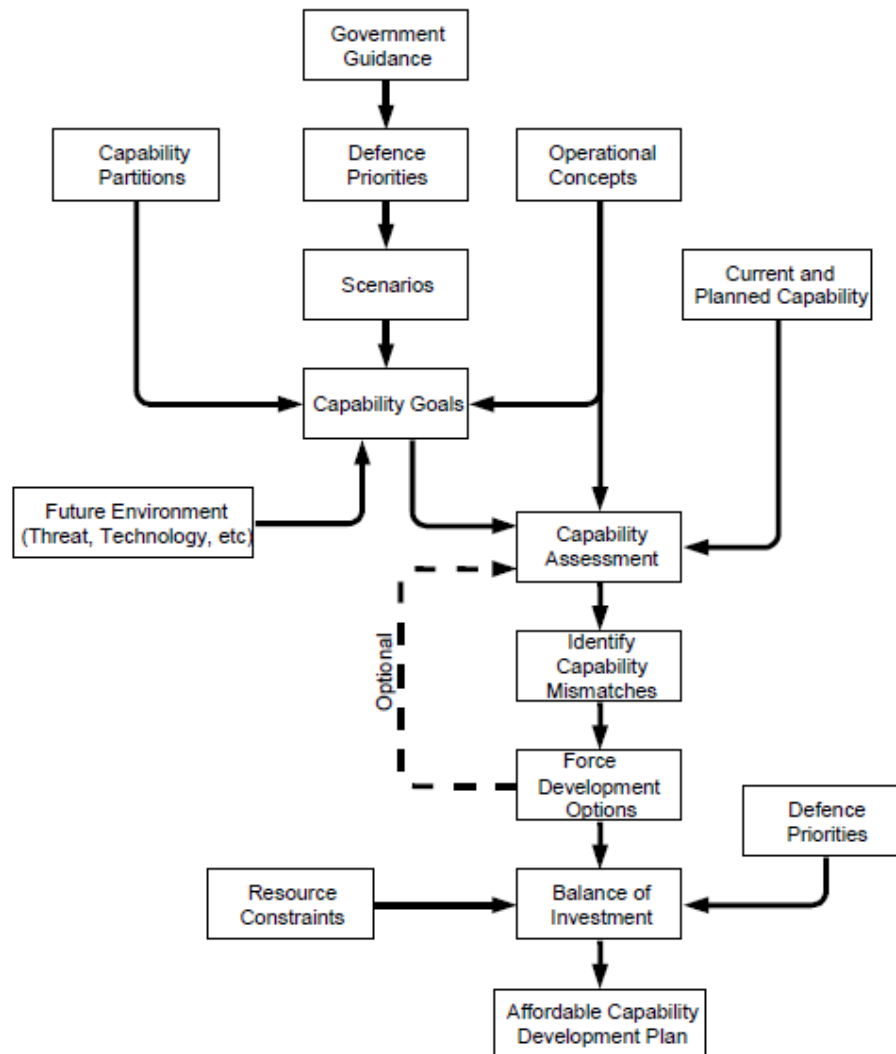 Government
Guidance
Capability
Partitions
Defence
Priorities
Operational
Concepts
Scenarios
Current and
Planned Capability
Capability Goals
Future Environment
(Threat, Technology, etc)
Capability
Assessment
Optional
Identify
Capability
Mismatches
Force
Development
Options
Defence
Priorities
Resource
Constraints
Balance of
Investment
Affordable Capability
Development Plan